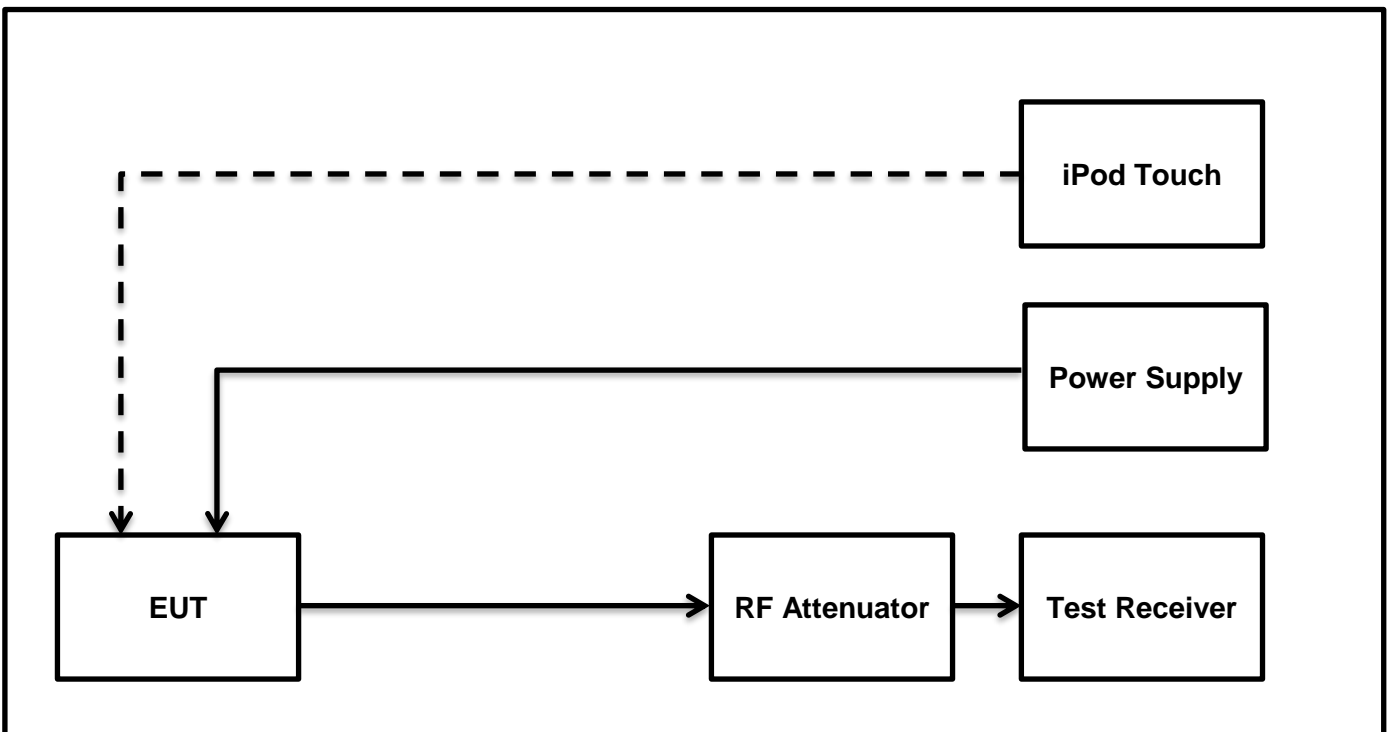 iPod Touch
Power Supply
EUT
RF Attenuator
Test Receiver